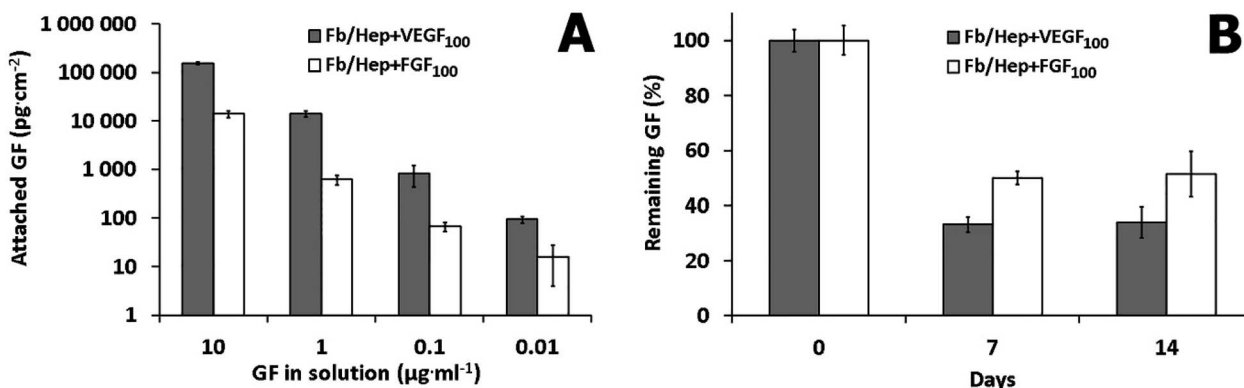 A
Fb/Hep+VEGF₁₀₀
Fb/Hep+FGF₁₀₀
Attached GF (pg·cm⁻²)
1 000 000
100 000
10 000
1 000
100
10
1
10 1 0.1 0.01
GF in solution (µg·ml⁻¹)
B
Fb/Hep+VEGF₁₀₀
Fb/Hep+FGF₁₀₀
Remaining GF (%)
100
80
60
40
20
0
0 7 14
Days